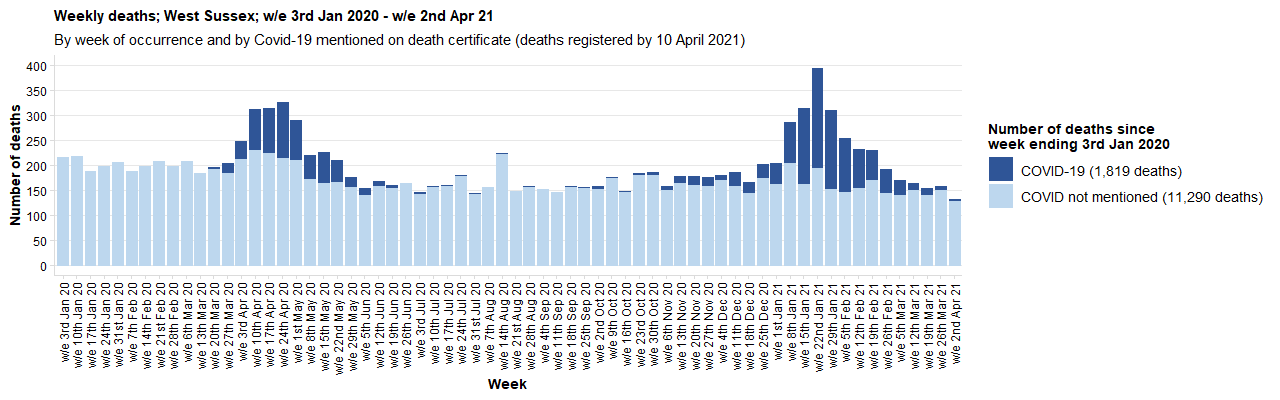 Weekly deaths; West Sussex; w/e 3rd Jan 2020 - w/e 2nd Apr 21
By week of occurrence and by Covid-19 mentioned on death certificate (deaths registered by 10 April 2021)
Number of deaths
400
350
300
250
200
150
100
50
0
w/e 3rd Jan 20
w/e 10th Jan 20
w/e 17th Jan 20
w/e 24th Jan 20
w/e 31st Jan 20
w/e 7th Feb 20
w/e 14th Feb 20
w/e 21st Feb 20
w/e 28th Feb 20
w/e 6th Mar 20
w/e 13th Mar 20
w/e 20th Mar 20
w/e 27th Mar 20
w/e 3rd Apr 20
w/e 10th Apr 20
w/e 17th Apr 20
w/e 24th Apr 20
w/e 1st May 20
w/e 8th May 20
w/e 15th May 20
w/e 22nd May 20
w/e 29th May 20
w/e 5th Jun 20
w/e 12th Jun 20
w/e 19th Jun 20
w/e 26th Jun 20
w/e 3rd Jul 20
w/e 10th Jul 20
w/e 17th Jul 20
w/e 24th Jul 20
w/e 31st Jul 20
w/e 7th Aug 20
w/e 14th Aug 20
w/e 21st Aug 20
w/e 28th Aug 20
w/e 4th Sep 20
w/e 11th Sep 20
w/e 18th Sep 20
w/e 25th Sep 20
w/e 2nd Oct 20
w/e 9th Oct 20
w/e 16th Oct 20
w/e 23rd Oct 20
w/e 30th Oct 20
w/e 6th Nov 20
w/e 13th Nov 20
w/e 20th Nov 20
w/e 27th Nov 20
w/e 4th Dec 20
w/e 11th Dec 20
w/e 18th Dec 20
w/e 25th Dec 20
w/e 1st Jan 21
w/e 8th Jan 21
w/e 15th Jan 21
w/e 22nd Jan 21
w/e 29th Jan 21
w/e 5th Feb 21
w/e 12th Feb 21
w/e 19th Feb 21
w/e 26th Feb 21
w/e 5th Mar 21
w/e 12th Mar 21
w/e 19th Mar 21
w/e 26th Mar 21
w/e 2nd Apr 21
Week
Number of deaths since
week ending 3rd Jan 2020
COVID-19 (1,819 deaths)
COVID not mentioned (11,290 deaths)